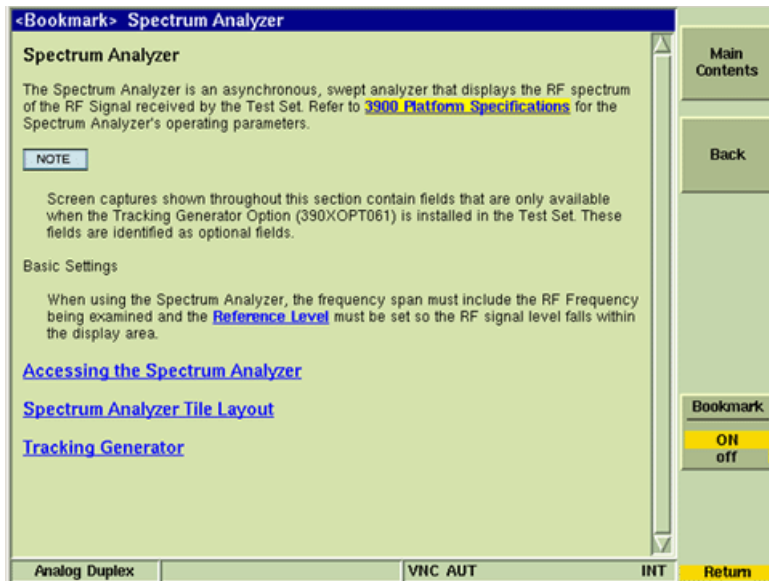 <Bookmark> Spectrum Analyzer
Spectrum Analyzer
The Spectrum Analyzer is an asynchronous, swept analyzer that displays the RF spectrum
of the RF Signal received by the Test Set. Refer to 3900 Platform Specifications for the
Spectrum Analyzer's operating parameters.
NOTE
Screen captures shown throughout this section contain fields that are only available
when the Tracking Generator Option (390XOPT061) is installed in the Test Set. These
fields are identified as optional fields.
Basic Settings
When using the Spectrum Analyzer, the frequency span must include the RF Frequency
being examined and the Reference Level must be set so the RF signal level falls within
the display area.
Accessing the Spectrum Analyzer
Spectrum Analyzer Tile Layout
Tracking Generator
Main
Contents
Back
Bookmark
ON
off
Analog Duplex
VNC AUT
INT
Return